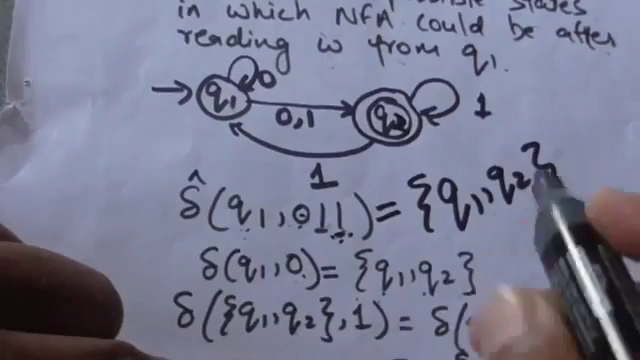 in which NFA could be after
reading w from q1.
0
q1
0,1
q2
1
1
δ̂(q1,011) = {q1,q2}
δ(q1,0) = {q1,q2}
δ({q1,q2},1) = δ(